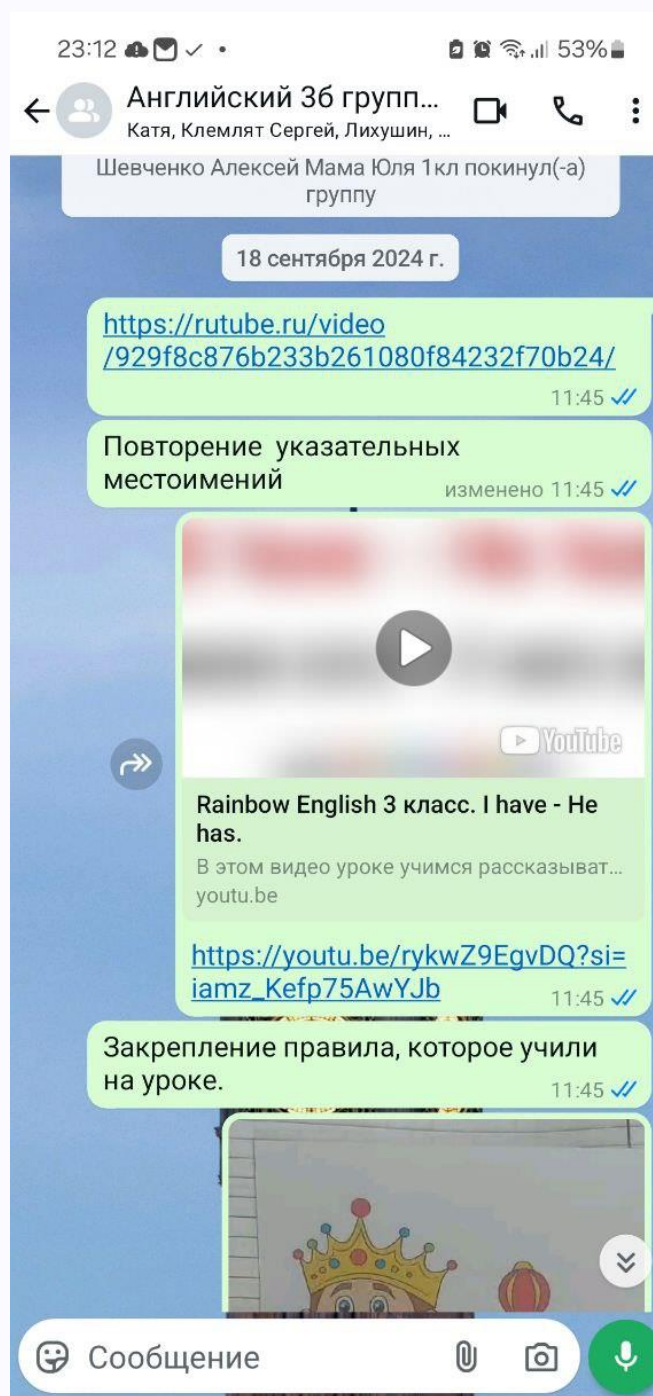 23:12
53%
Английский 3б групп...
Катя, Клемлят Сергей, Лихушин, ...
Шевченко Алексей Мама Юля 1кл покинул(-а)
группу
18 сентября 2024 г.
https://rutube.ru/video
/929f8c876b233b261080f84232f70b24/
11:45
Повторение указательных
местоимений
изменено 11:45
YouTube
Rainbow English 3 класс. I have - He
has.
В этом видео уроке учимся рассказыват...
youtu.be
https://youtu.be/rykwZ9EgvDQ?si=
iamz_Kefp75AwYJb
11:45
Закрепление правила, которое учили
на уроке.
11:45
Сообщение